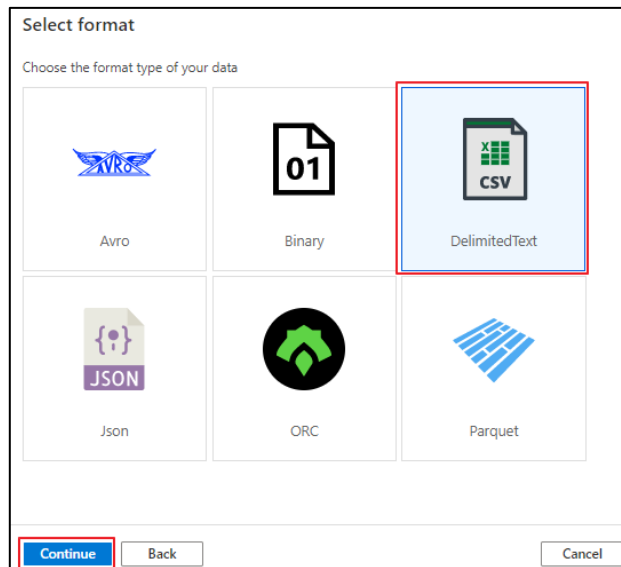 Select format
Choose the format type of your data
AVRO
01
X
CSV
Avro
Binary
DelimitedText
{:}
JSON
Json
ORC
Parquet
Continue
Back
Cancel